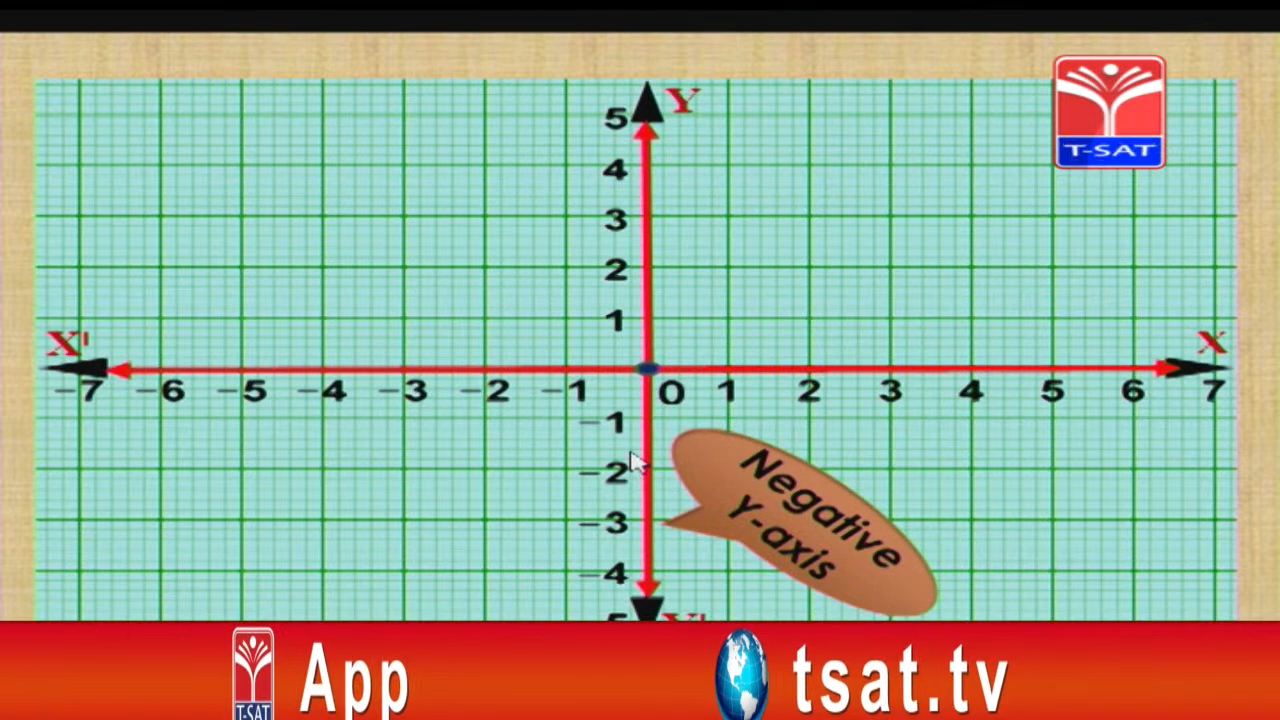 Y
5
4
3
2
1
X'
X
-7 -6 -5 -4 -3 -2 -1 0 1 2 3 4 5 6 7
-1
-2
-3
-4
Negative
Y-axis
T-SAT
T-SAT
App
tsat.tv